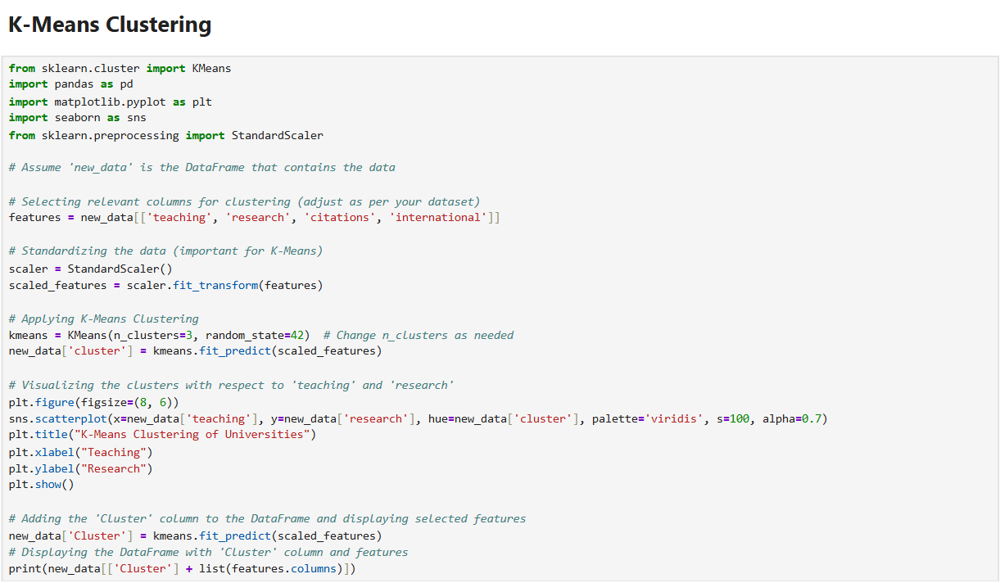 K-Means Clustering
from sklearn.cluster import KMeans
import pandas as pd
import matplotlib.pyplot as plt
import seaborn as sns
from sklearn.preprocessing import StandardScaler
# Assume 'new_data' is the DataFrame that contains the data
# Selecting relevant columns for clustering (adjust as per your dataset)
features = new_data[['teaching', 'research', 'citations', 'international']]
# Standardizing the data (important for K-Means)
scaler = StandardScaler()
scaled_features = scaler.fit_transform(features)
# Applying K-Means Clustering
kmeans = KMeans(n_clusters=3, random_state=42)  # Change n_clusters as needed
new_data['cluster'] = kmeans.fit_predict(scaled_features)
# Visualizing the clusters with respect to 'teaching' and 'research'
plt.figure(figsize=(8, 6))
sns.scatterplot(x=new_data['teaching'], y=new_data['research'], hue=new_data['cluster'], palette='viridis', s=100, alpha=0.7)
plt.title("K-Means Clustering of Universities")
plt.xlabel("Teaching")
plt.ylabel("Research")
plt.show()
# Adding the 'Cluster' column to the DataFrame and displaying selected features
new_data['Cluster'] = kmeans.fit_predict(scaled_features)
# Displaying the DataFrame with 'Cluster' column and features
print(new_data[['Cluster'] + list(features.columns)])